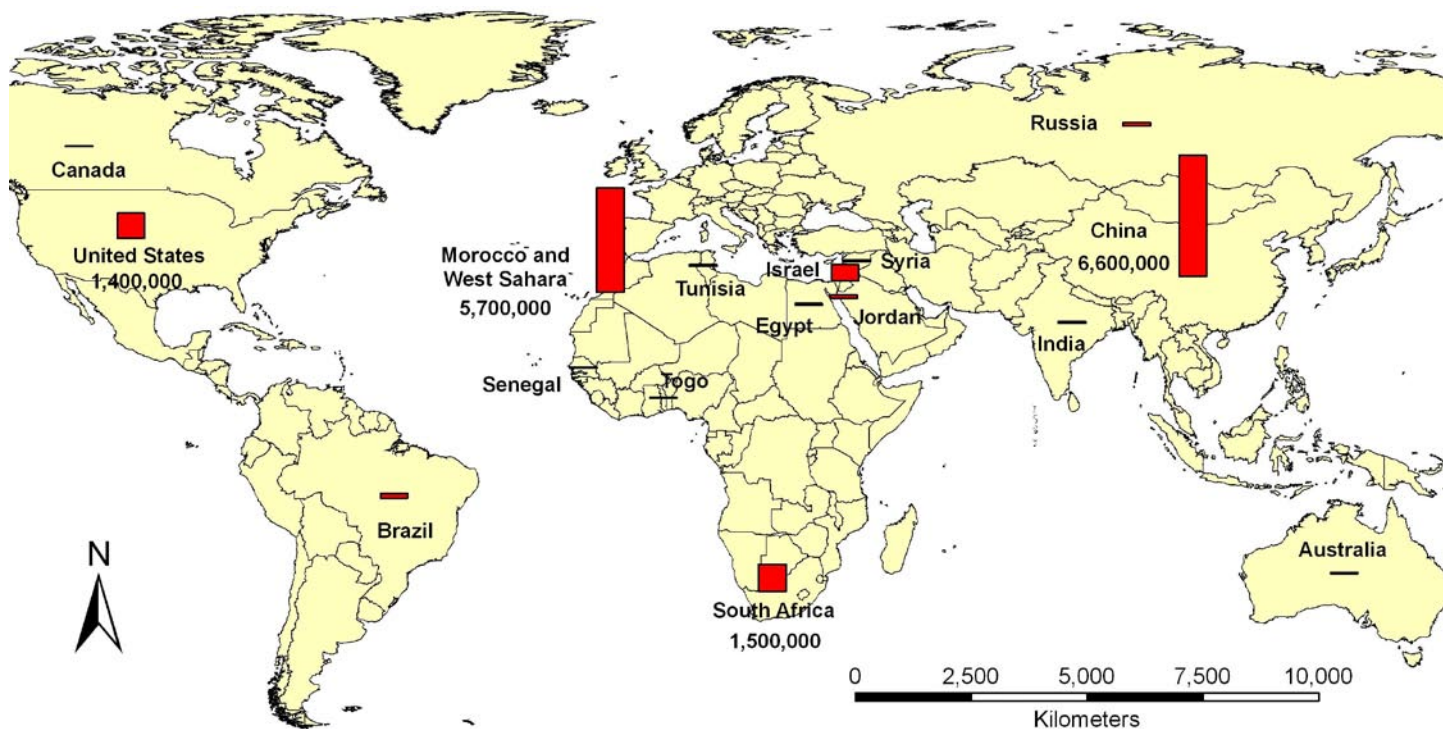 Russia
Canada
United States
1,400,000
Morocco and
West Sahara
5,700,000
Tunisia
Israel
Syria
Egypt
Jordan
China
6,600,000
India
Senegal
Togo
Brazil
South Africa
1,500,000
Australia
N
0 2,500 5,000 7,500 10,000
Kilometers